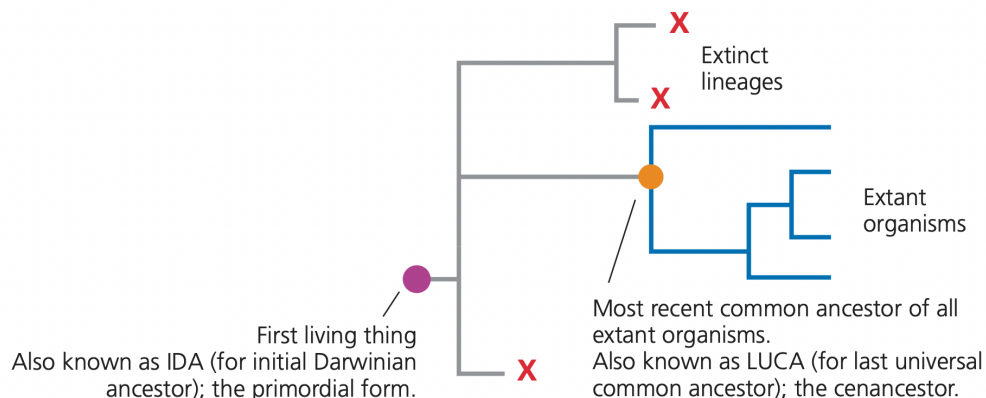 X
Extinct
lineages
X
Extant
organisms
First living thing
Also known as IDA (for initial Darwinian
ancestor); the primordial form.
Most recent common ancestor of all
extant organisms.
Also known as LUCA (for last universal
common ancestor); the cenancestor.
X